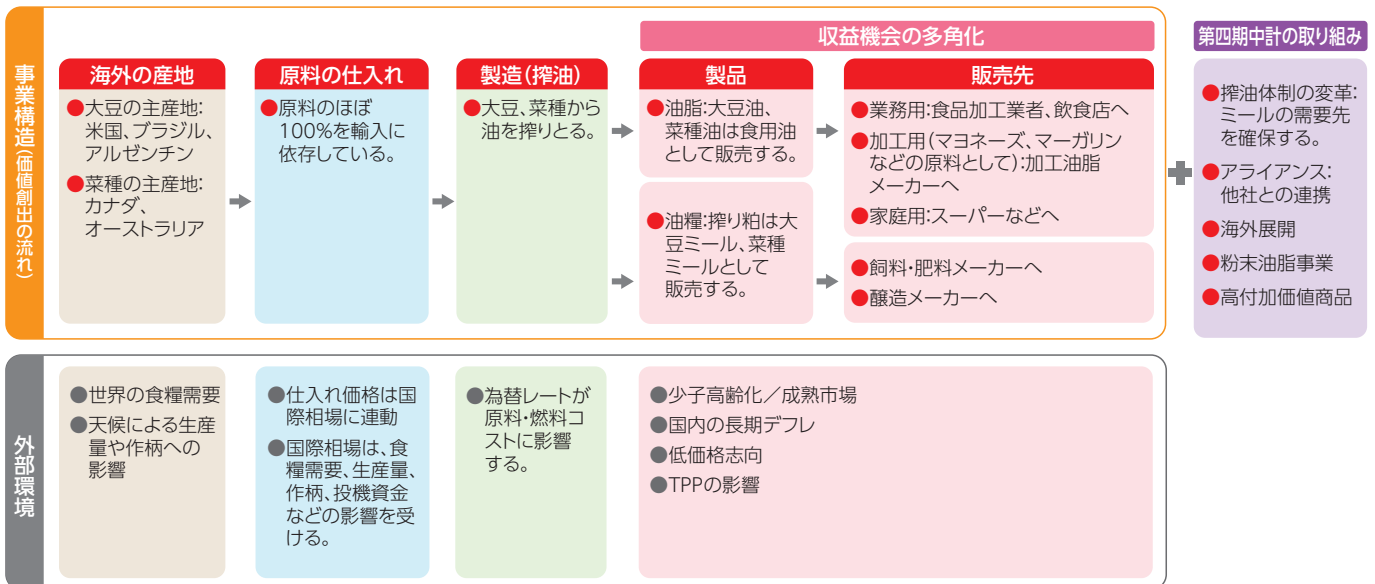 収益機会の多角化
第四期中計の取り組み
事業構造(価値創出の流れ)
海外の産地
●大豆の主産地:
米国、ブラジル、
アルゼンチン
●菜種の主産地:
カナダ、
オーストラリア
原料の仕入れ
●原料のほぼ
100%を輸入に
依存している。
製造(搾油)
●大豆、菜種から
油を搾りとる。
製品
●油脂:大豆油、
菜種油は食用油
として販売する。
●油糧:搾り粕は大
豆ミール、菜種
ミールとして
販売する。
販売先
●業務用:食品加工業者、飲食店へ
●加工用(マヨネーズ、マーガリン
などの原料として):加工油脂
メーカーへ
●家庭用:スーパーなどへ
●飼料・肥料メーカーへ
●醸造メーカーへ
●搾油体制の変革:
ミールの需要先
を確保する。
●アライアンス:
他社との連携
●海外展開
●粉末油脂事業
●高付加価値商品
外部環境
●世界の食糧需要
●天候による生産
量や作柄への
影響
●仕入れ価格は国
際相場に連動
●国際相場は、食
糧需要、生産量、
作柄、投機資金
などの影響を受
ける。
●為替レートが
原料・燃料コ
ストに影響
する。
●少子高齢化/成熟市場
●国内の長期デフレ
●低価格志向
●TPPの影響